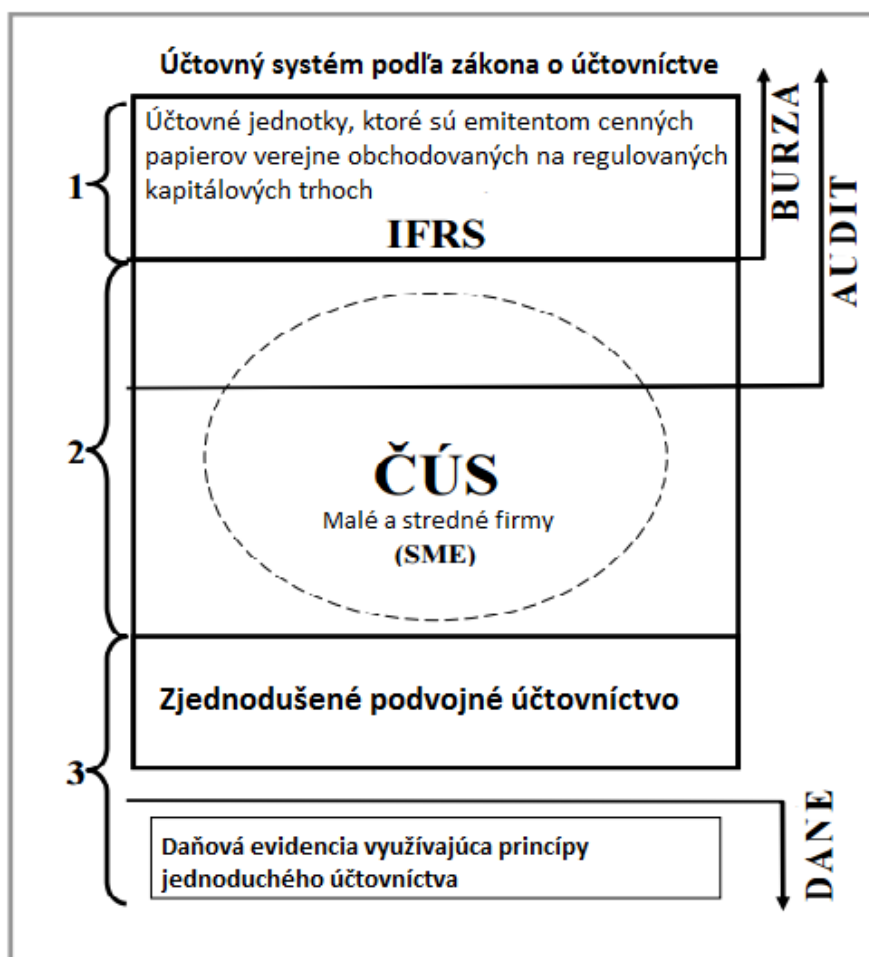 Účtovný systém podľa zákona o účtovníctve
Účtovné jednotky, ktoré sú emitentom cenných
papierov verejne obchodovaných na regulovaných
kapitálových trhoch
IFRS
1
BURZA
AUDIT
2
ČÚS
Malé a stredné firmy
(SME)
Zjednodušené podvojné účtovníctvo
3
Daňová evidencia využívajúca princípy
jednoduchého účtovníctva
DANE